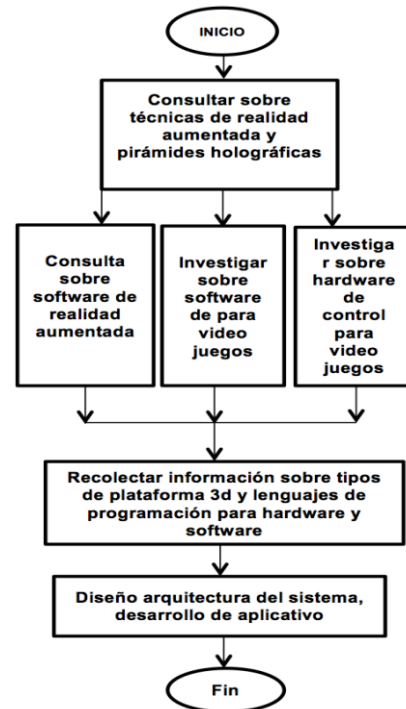 INICIO
Consultar sobre
técnicas de realidad
aumentada y
pirámides holográficas
Consulta
sobre
software de
realidad
aumentada
Investigar
sobre
software
de para
video
juegos
Investiga
r sobre
hardware
de
control
para
video
juegos
Recolectar información sobre tipos
de plataforma 3d y lenguajes de
programación para hardware y
software
Diseño arquitectura del sistema,
desarrollo de aplicativo
Fin